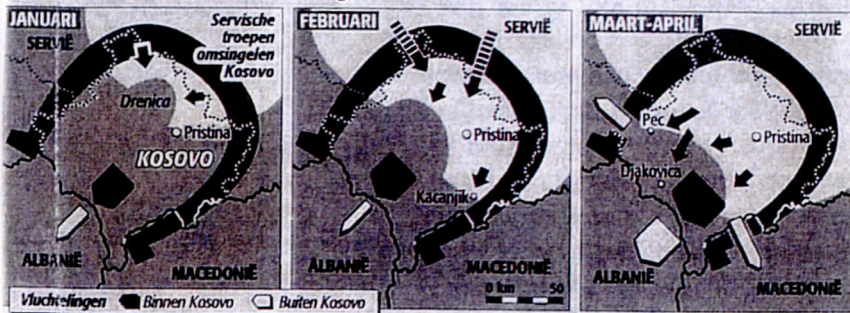 JANUARI
SERVIË
Servische
troepen
omsingelen
Kosovo
Drenica
Pristina
KOSOVO
ALBANIË
MACEDONIË
Vluchtelingen Binnen Kosovo Buiten Kosovo
FEBRUARI
SERVIË
Pristina
Kacanjik
ALBANIË
MACEDONIË
0 km 50
MAART-APRIL
SERVIË
Pec
Pristina
Djakovica
ALBANIË
MACEDONIË